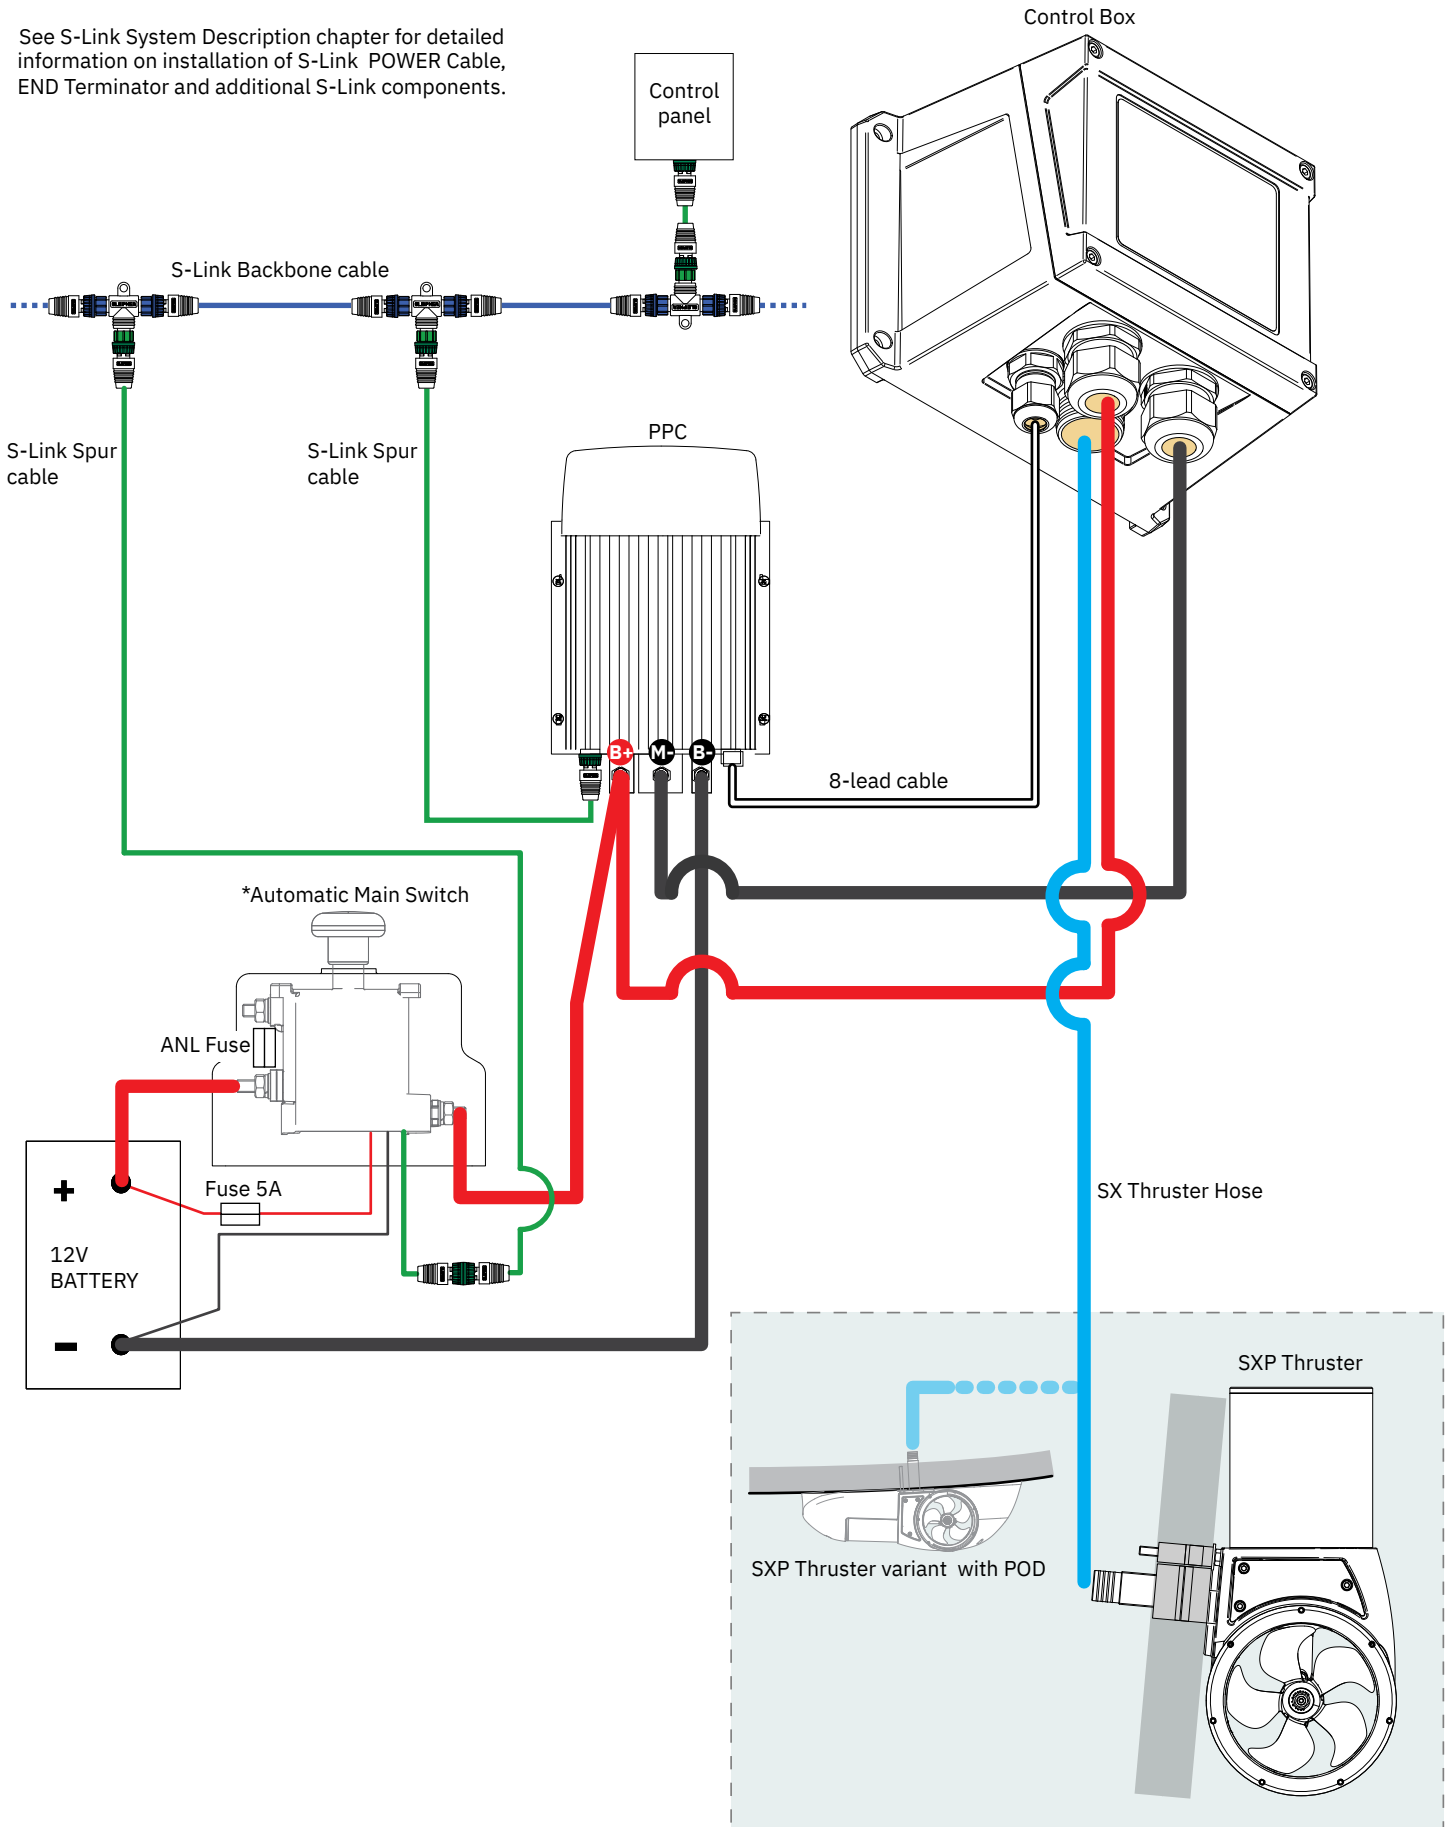 Control Box
See S-Link System Description chapter for detailed
information on installation of S-Link POWER Cable,
END Terminator and additional S-Link components.
Control
panel
S-Link Backbone cable
SLEIPNER
SLEIPNER
S-Link Spur
cable
S-Link Spur
cable
PPC
B+
M-
B-
8-lead cable
*Automatic Main Switch
ANL Fuse
Fuse 5A
+
12V
BATTERY
-
SX Thruster Hose
SXP Thruster
SXP Thruster variant with POD